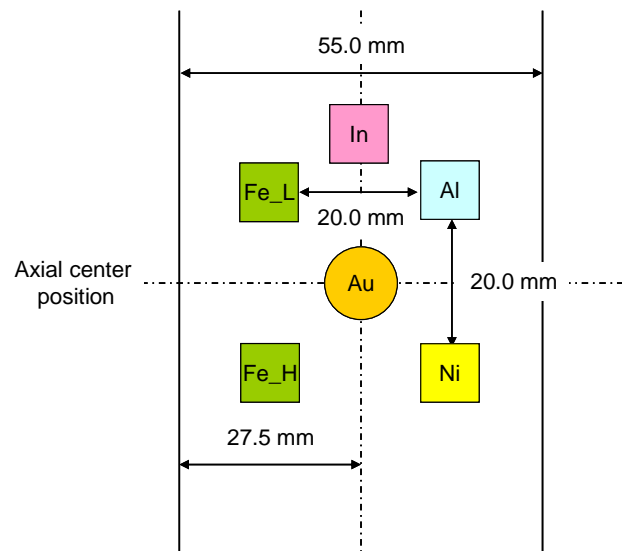 55.0 mm
In
Fe_L
Al
20.0 mm
Axial center
position
Au
20.0 mm
Fe_H
Ni
27.5 mm